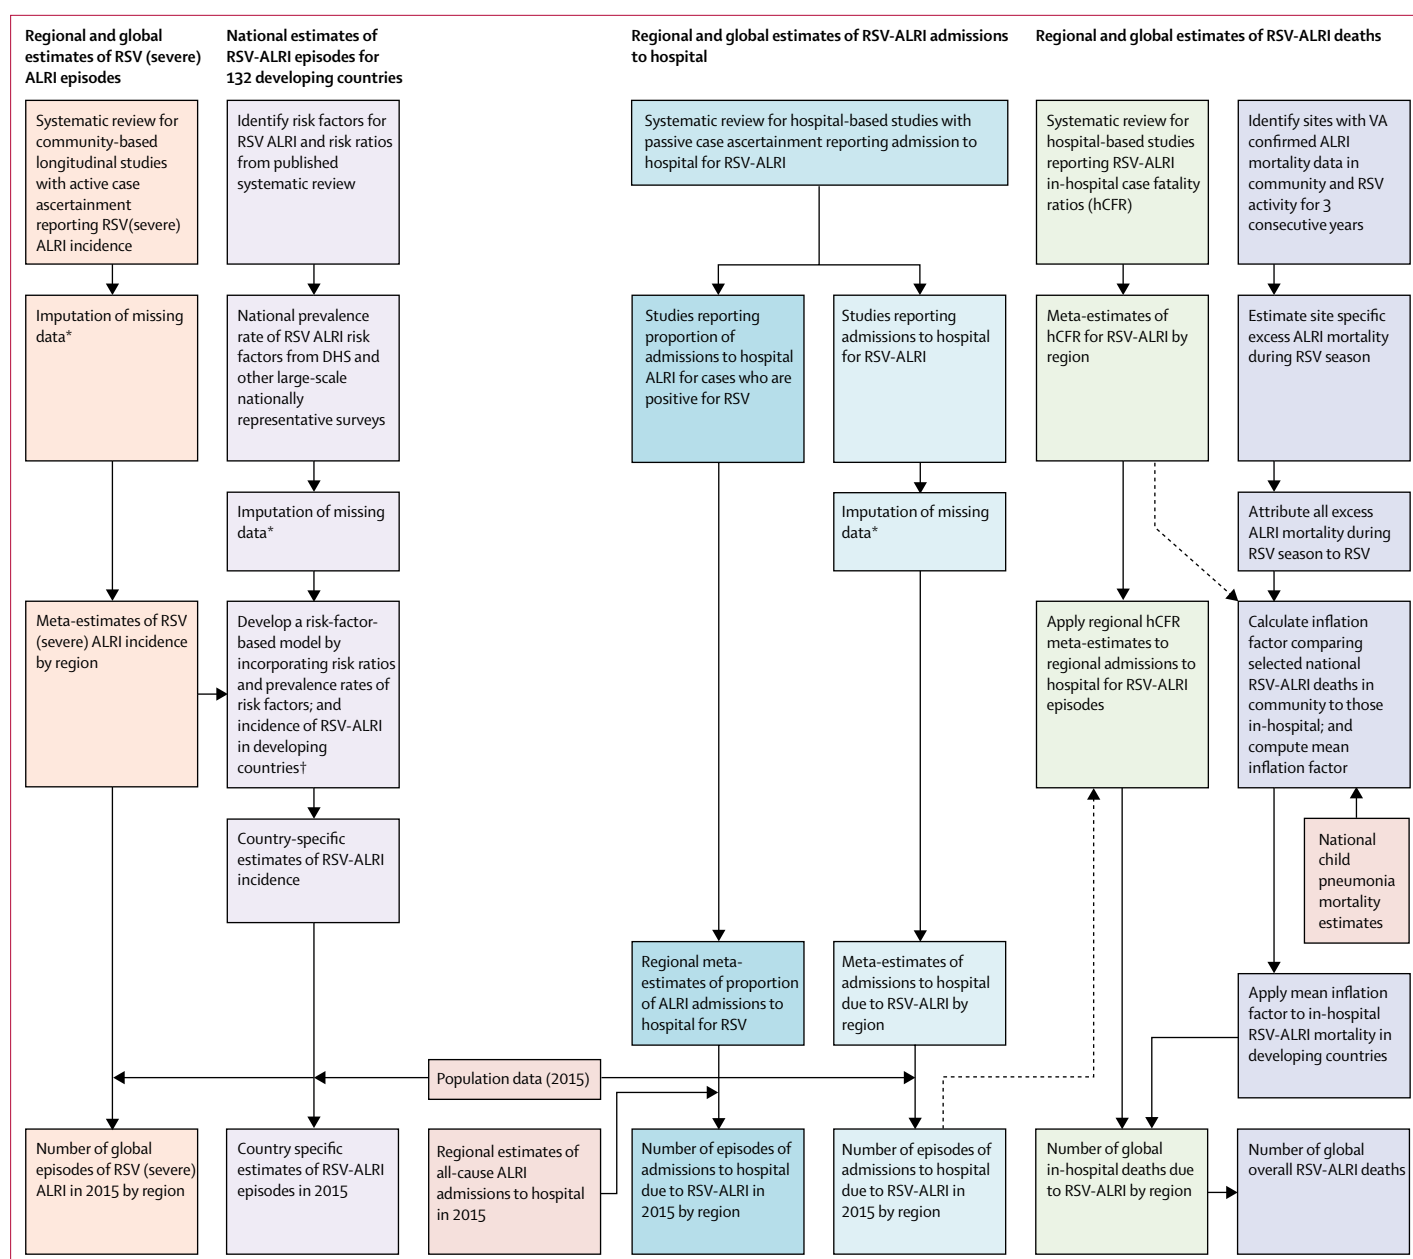 Regional and global
estimates of RSV (severe)
ALRI episodes
National estimates of
RSV-ALRI episodes for
132 developing countries
Regional and global estimates of RSV-ALRI admissions
to hospital
Regional and global estimates of RSV-ALRI deaths
Systematic review for
community-based
longitudinal studies
with active case
ascertainment
reporting RSV(severe)
ALRI incidence
Identify risk factors for
RSV ALRI and risk ratios
from published
systematic review
Systematic review for hospital-based studies with
passive case ascertainment reporting admission to
hospital for RSV-ALRI
Systematic review for
hospital-based studies
reporting RSV-ALRI
in-hospital case fatality
ratios (hCFR)
Identify sites with VA
confirmed ALRI
mortality data in
community and RSV
activity for 3
consecutive years
Imputation of missing
data*
National prevalence
rate of RSV ALRI risk
factors from DHS and
other large-scale
nationally
representative surveys
Studies reporting
proportion of
admissions to hospital
ALRI for cases who are
positive for RSV
Studies reporting
admissions to hospital
for RSV-ALRI
Meta-estimates of
hCFR for RSV-ALRI by
region
Estimate site specific
excess ALRI mortality
during RSV season
Imputation of missing
data*
Imputation of missing
data*
Attribute all excess
ALRI mortality during
RSV season to RSV
Meta-estimates of RSV
(severe) ALRI incidence
by region
Develop a risk-factor-
based model by
incorporating risk ratios
and prevalence rates of
risk factors; and
incidence of RSV-ALRI
in developing
countries†
Apply regional hCFR
meta-estimates to
regional admissions to
hospital for RSV-ALRI
episodes
Calculate inflation
factor comparing
selected national
RSV-ALRI deaths in
community to those
in-hospital; and
compute mean
inflation factor
Country-specific
estimates of RSV-ALRI
incidence
National
child
pneumonia
mortality
estimates
Regional meta-
estimates of proportion
of ALRI admissions to
hospital for RSV
Meta-estimates of
admissions to hospital
due to RSV-ALRI by
region
Apply mean inflation
factor to in-hospital
RSV-ALRI mortality in
developing countries
Population data (2015)
Number of global
episodes of RSV (severe)
ALRI in 2015 by region
Country specific
estimates of RSV-ALRI
episodes in 2015
Regional estimates of
all-cause ALRI
admissions to hospital
in 2015
Number of episodes of
admissions to hospital
due to RSV-ALRI in
2015 by region
Number of episodes of
admissions to hospital
due to RSV-ALRI in
2015 by region
Number of global
in-hospital deaths due
to RSV-ALRI by region
Number of global
overall RSV-ALRI deaths